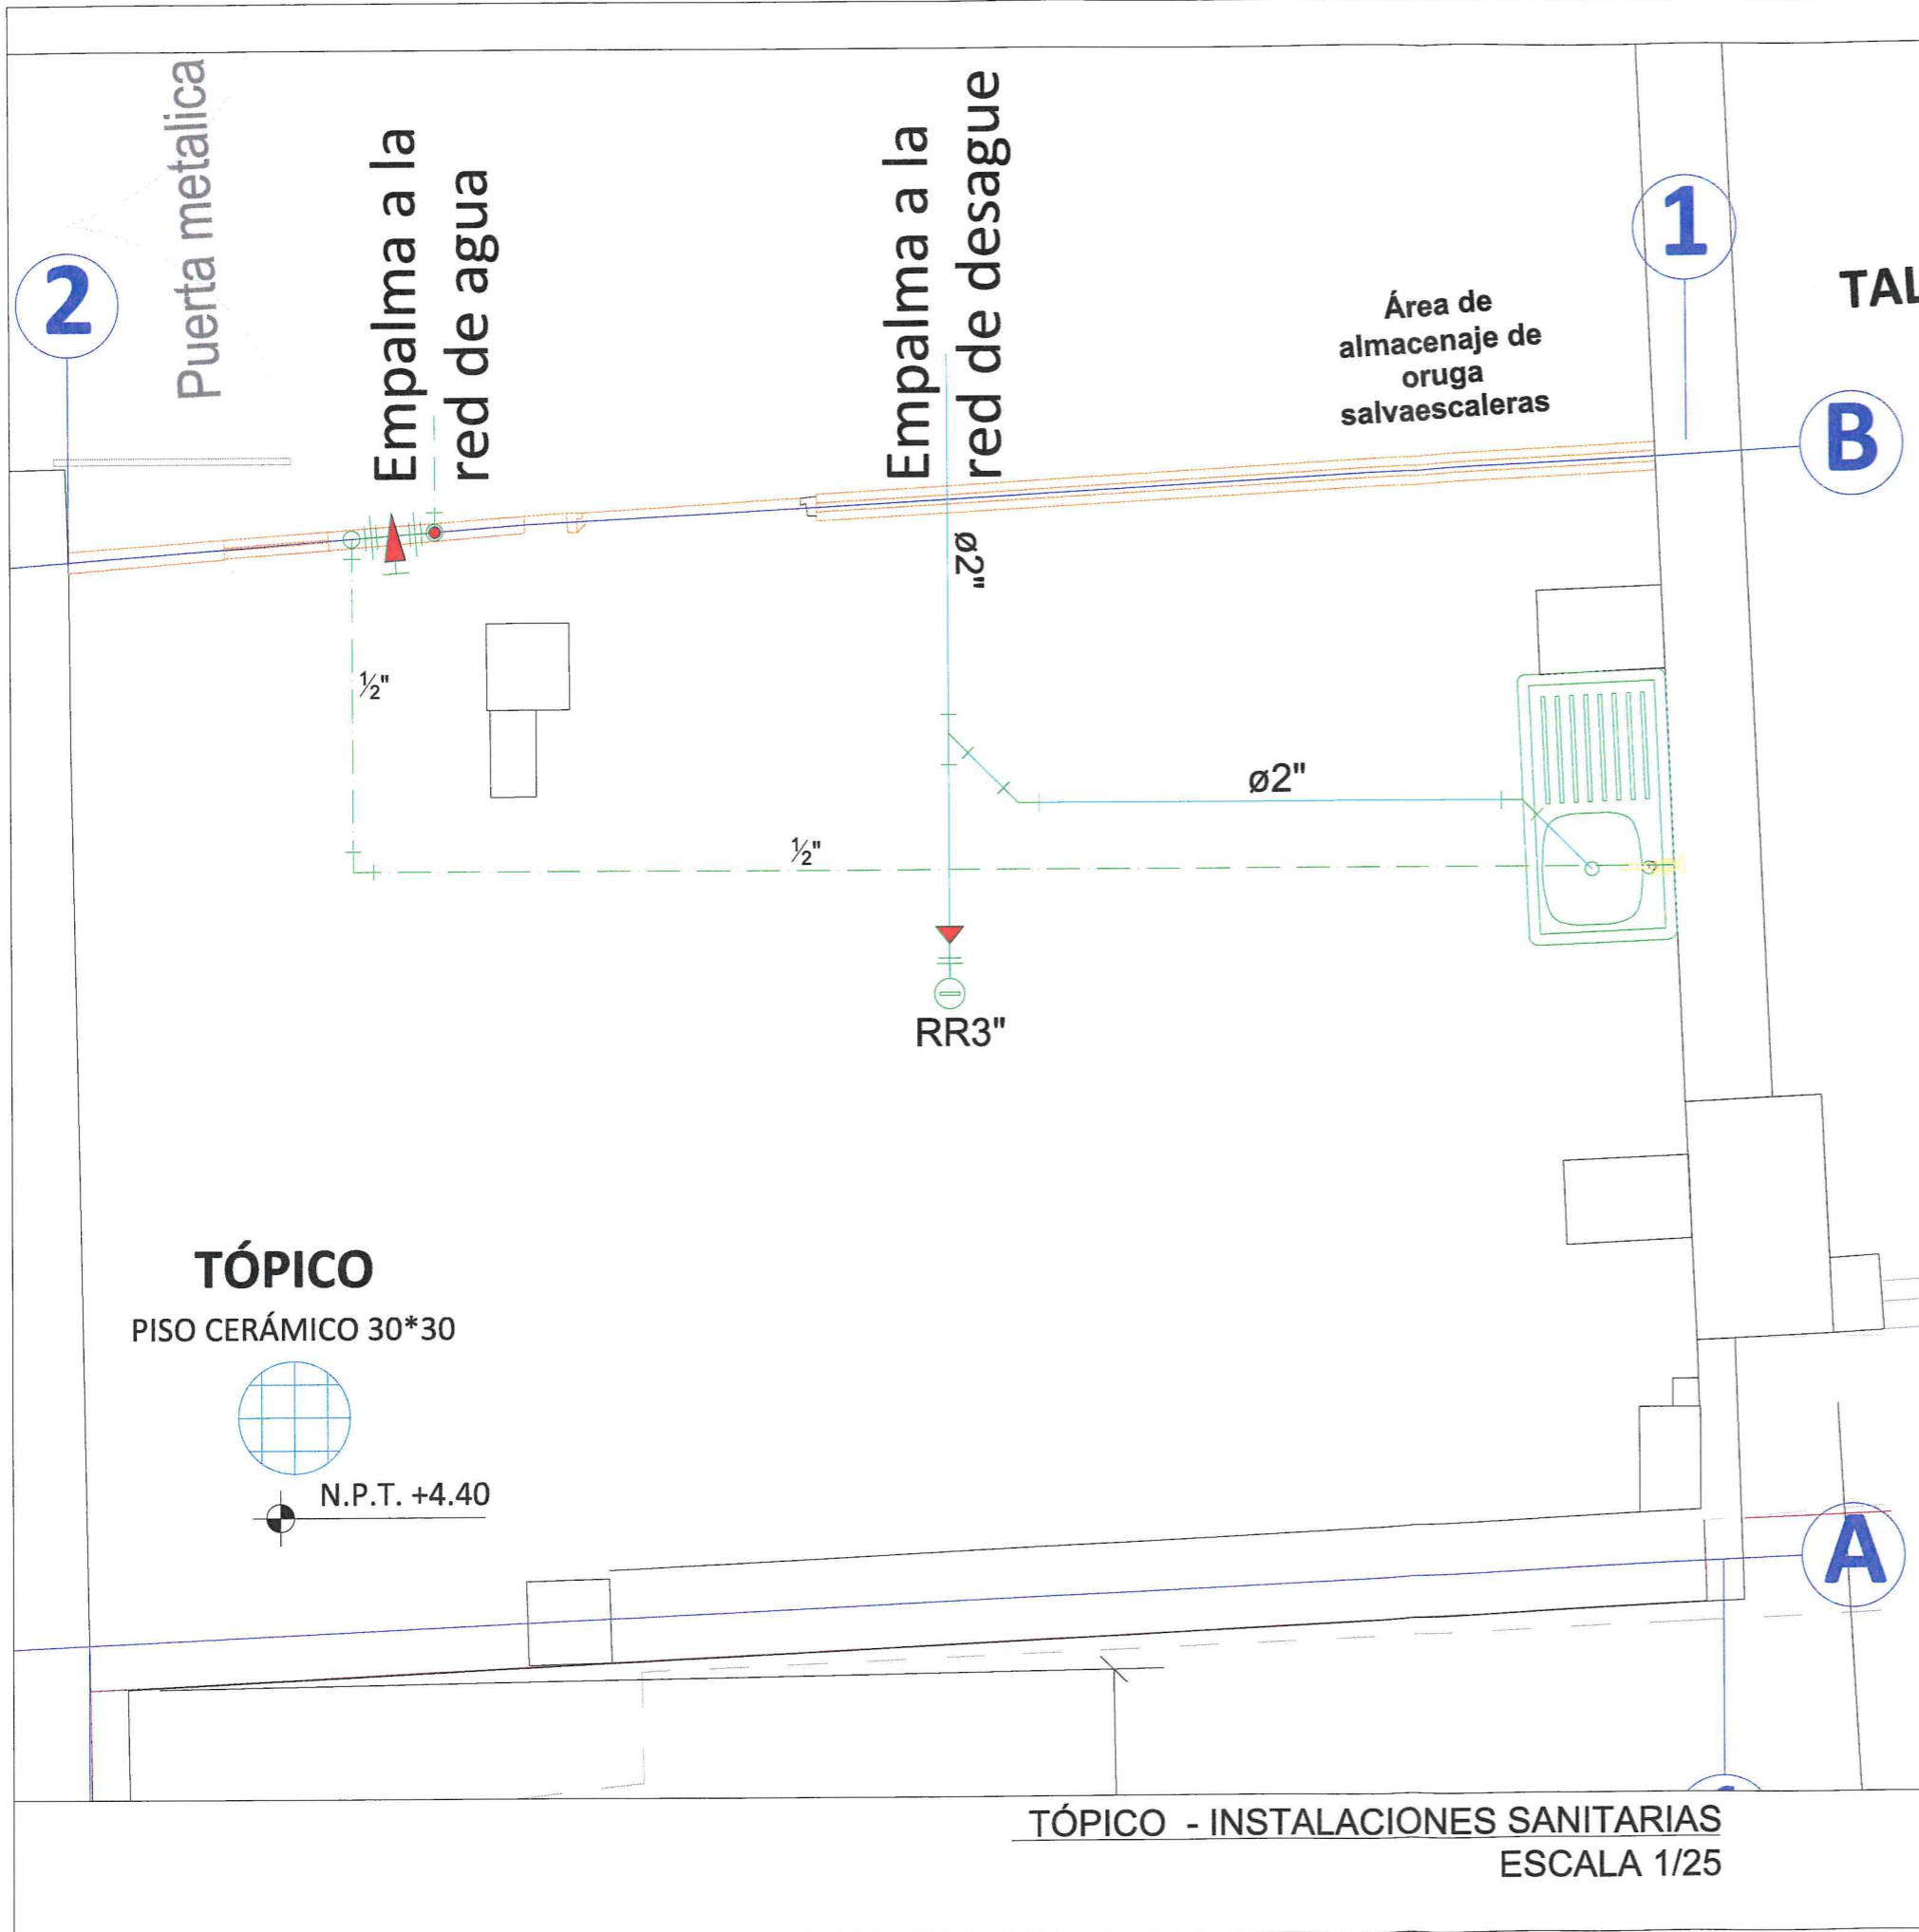 Puerta metalica
Empalma a la
red de agua
Empalma a la
red de desague
2
1
TAL
Área de
almacenaje de
oruga
salvaescaleras
B
ø2"
½"
ø2"
½"
RR3"
TÓPICO
PISO CERÁMICO 30*30
N.P.T. +4.40
A
TÓPICO - INSTALACIONES SANITARIAS
ESCALA 1/25